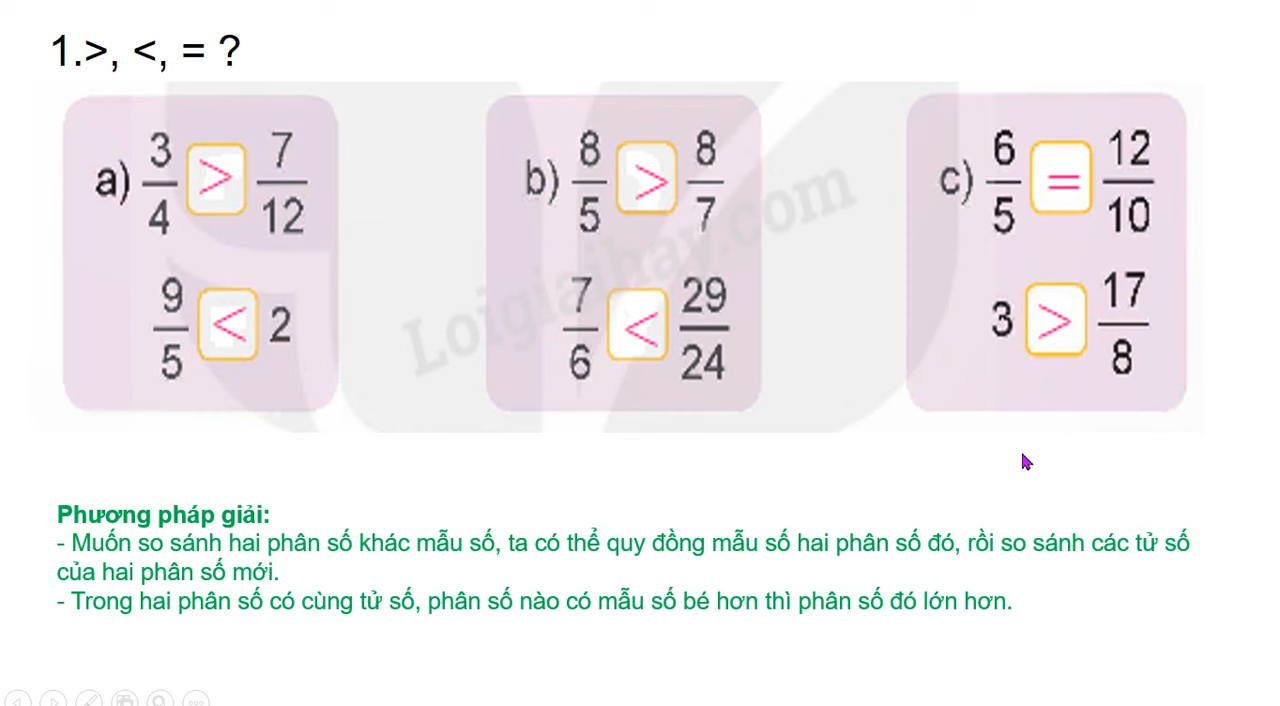 1.>, <, = ?
a) 3/4 > 7/12
9/5 < 2
b) 8/5 > 8/7
7/6 < 29/24
c) 6/5 = 12/10
3 > 17/8
Loigiaihay.com
Phương pháp giải:
- Muốn so sánh hai phân số khác mẫu số, ta có thể quy đồng mẫu số hai phân số đó, rồi so sánh các tử số
của hai phân số mới.
- Trong hai phân số có cùng tử số, phân số nào có mẫu số bé hơn thì phân số đó lớn hơn.